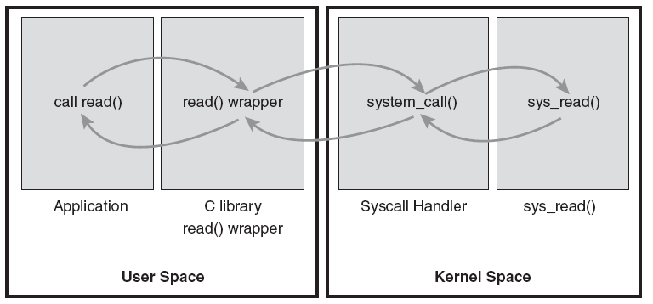 call read()
read() wrapper
system_call()
sys_read()
Application
C library
read() wrapper
Syscall Handler
sys_read()
User Space
Kernel Space